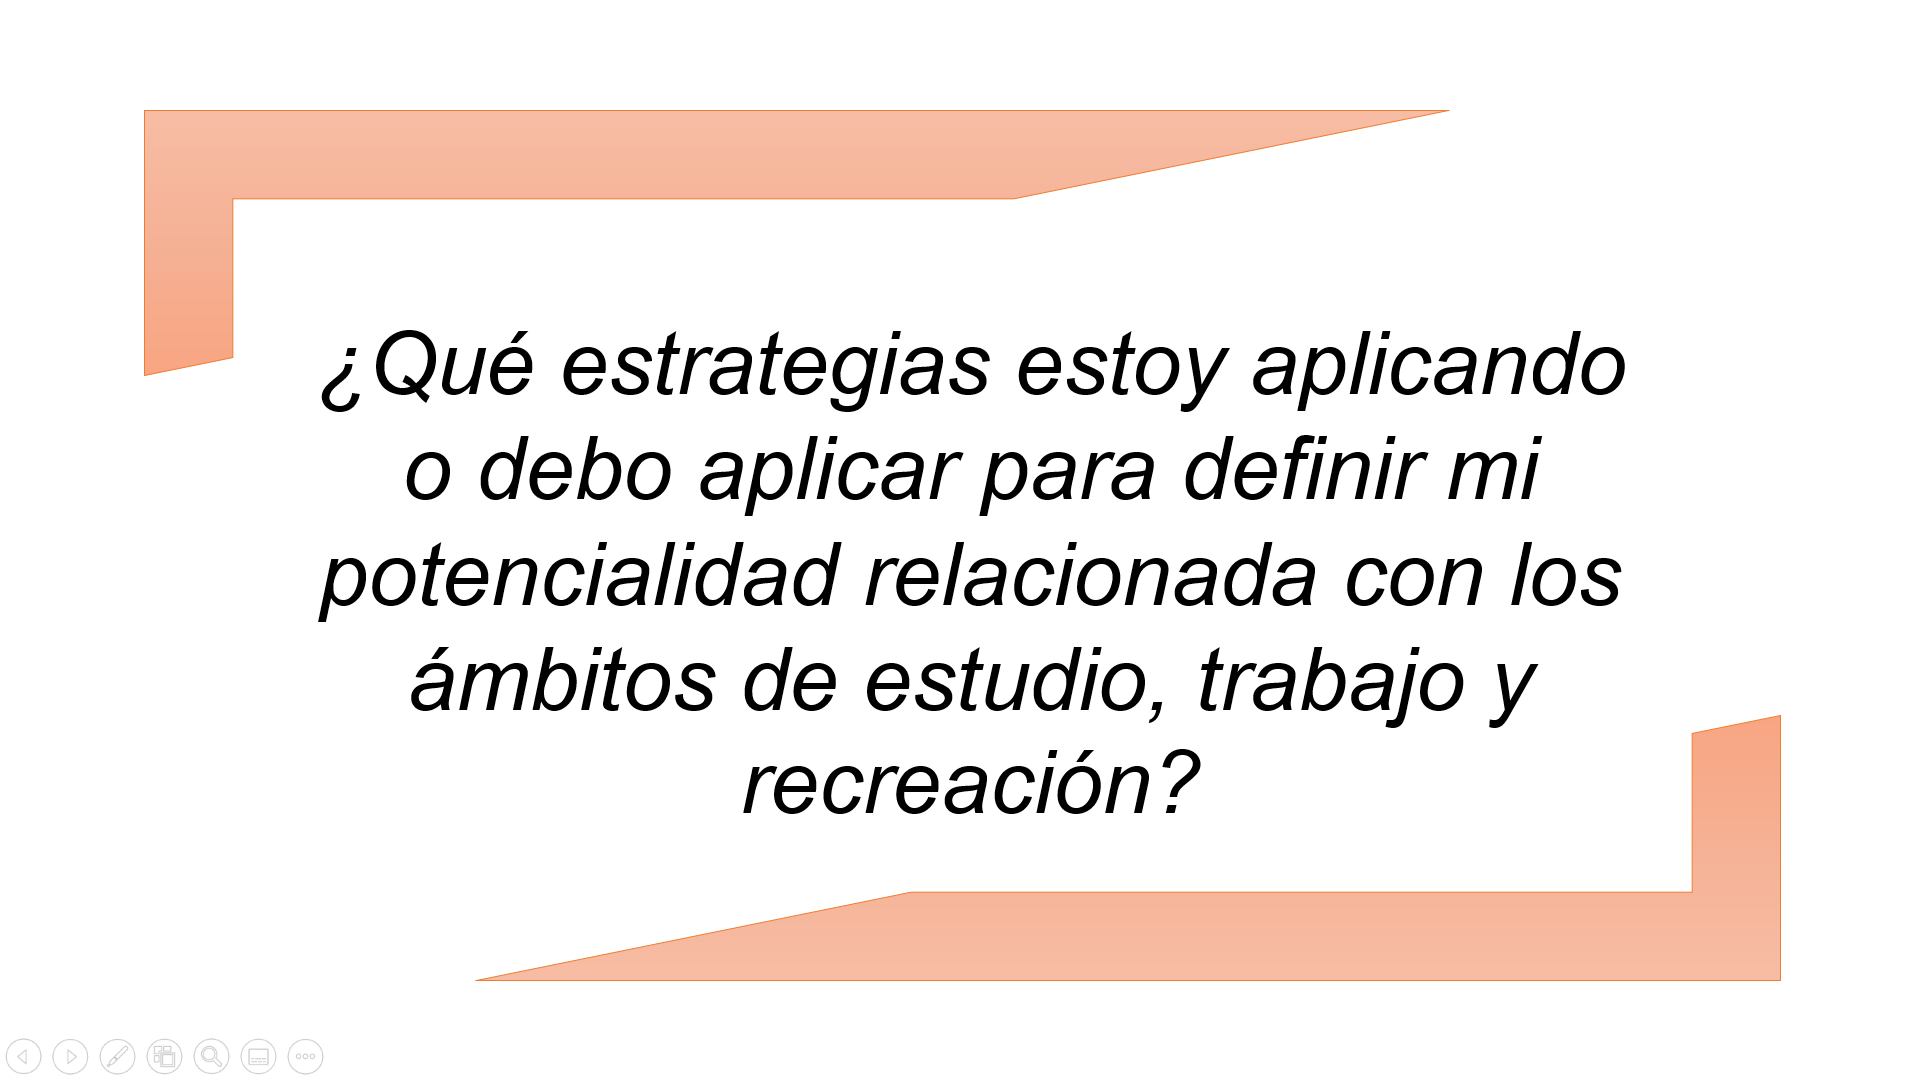 ¿Qué estrategias estoy aplicando
o debo aplicar para definir mi
potencialidad relacionada con los
ámbitos de estudio, trabajo y
recreación?